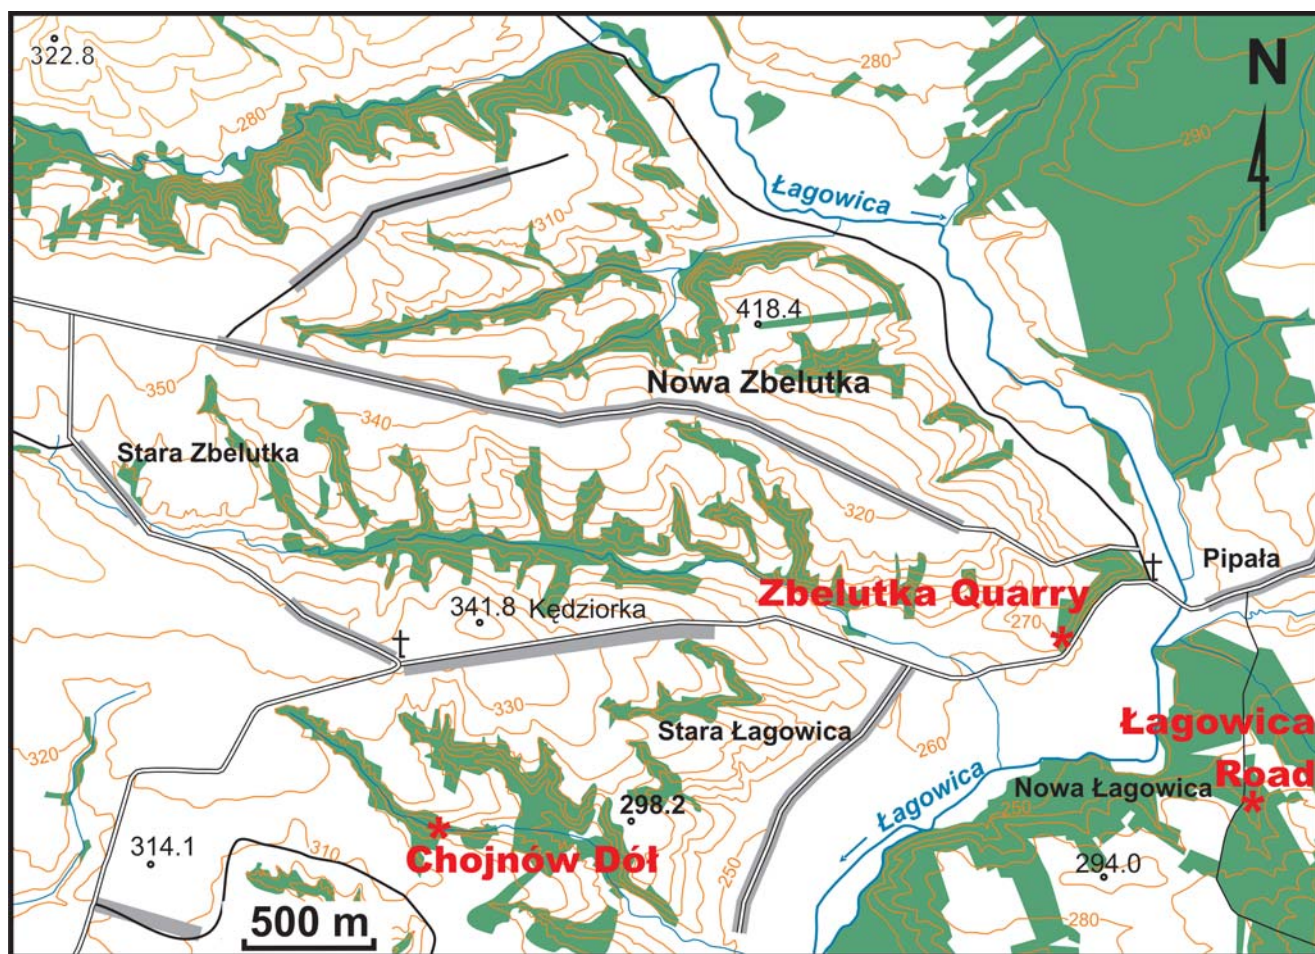 322.8
280
N
280
290
Łagowica
310
418.4
350
Nowa Zbelutka
340
Stara Zbelutka
320
Pipała
Zbelutka Quarry
341.8 Kędziorka
270
330
Stara Łagowica
Łagowica
Road
320
260
Nowa Łagowica
298.2
250
Łagowica
Chojnów Dół
314.1
310
250
294.0
500 m
280